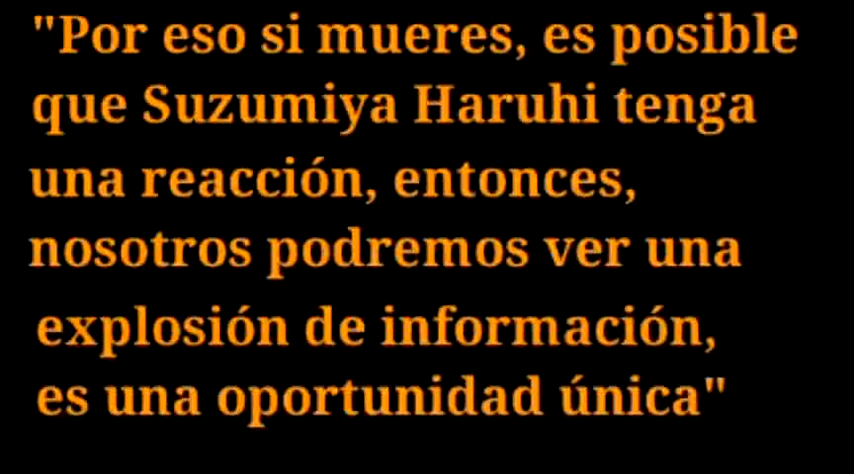 "Por eso si mueres, es posible
que Suzumiya Haruhi tenga
una reacción, entonces,
nosotros podremos ver una
explosión de información,
es una oportunidad única"